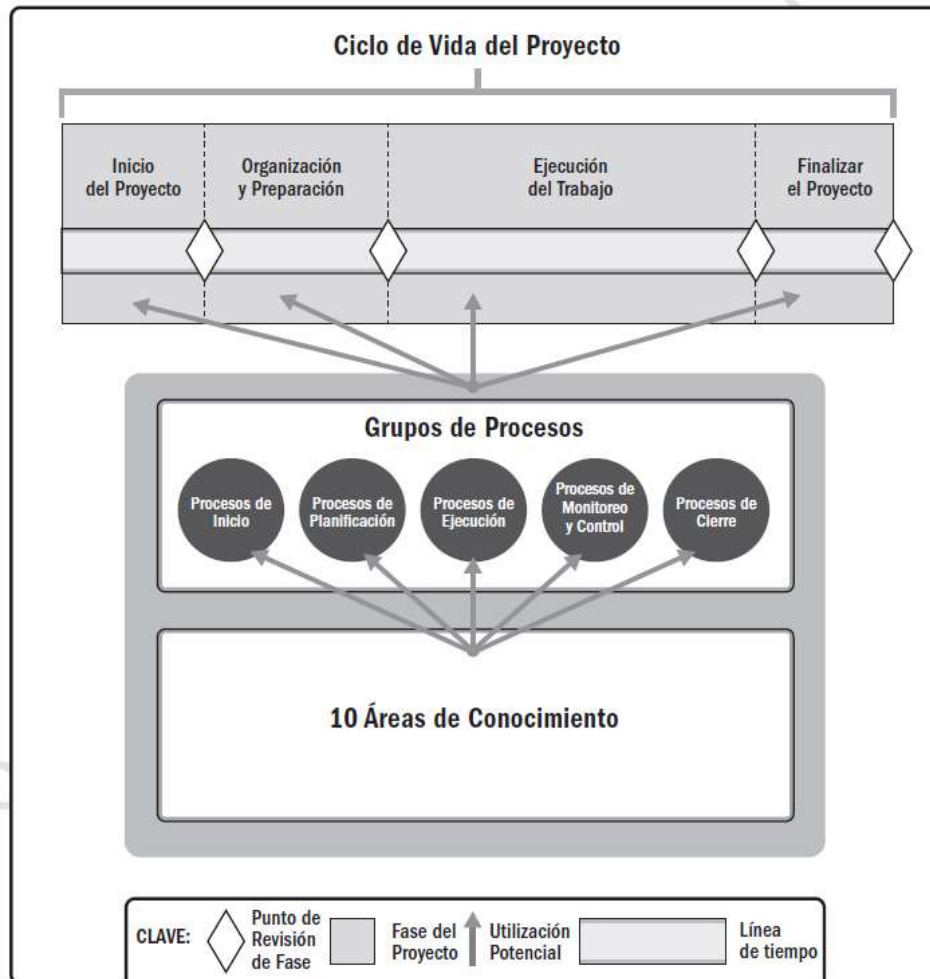 Ciclo de Vida del Proyecto
Inicio
del Proyecto
Organización
y Preparación
Ejecución
del Trabajo
Finalizar
el Proyecto
Grupos de Procesos
Procesos de
Inicio
Procesos de
Planificación
Procesos de
Ejecución
Procesos de
Monitoreo
y Control
Procesos de
Cierre
10 Áreas de Conocimiento
CLAVE:
Punto de
Revisión
de Fase
Fase del
Proyecto
Utilización
Potencial
Línea
de tiempo